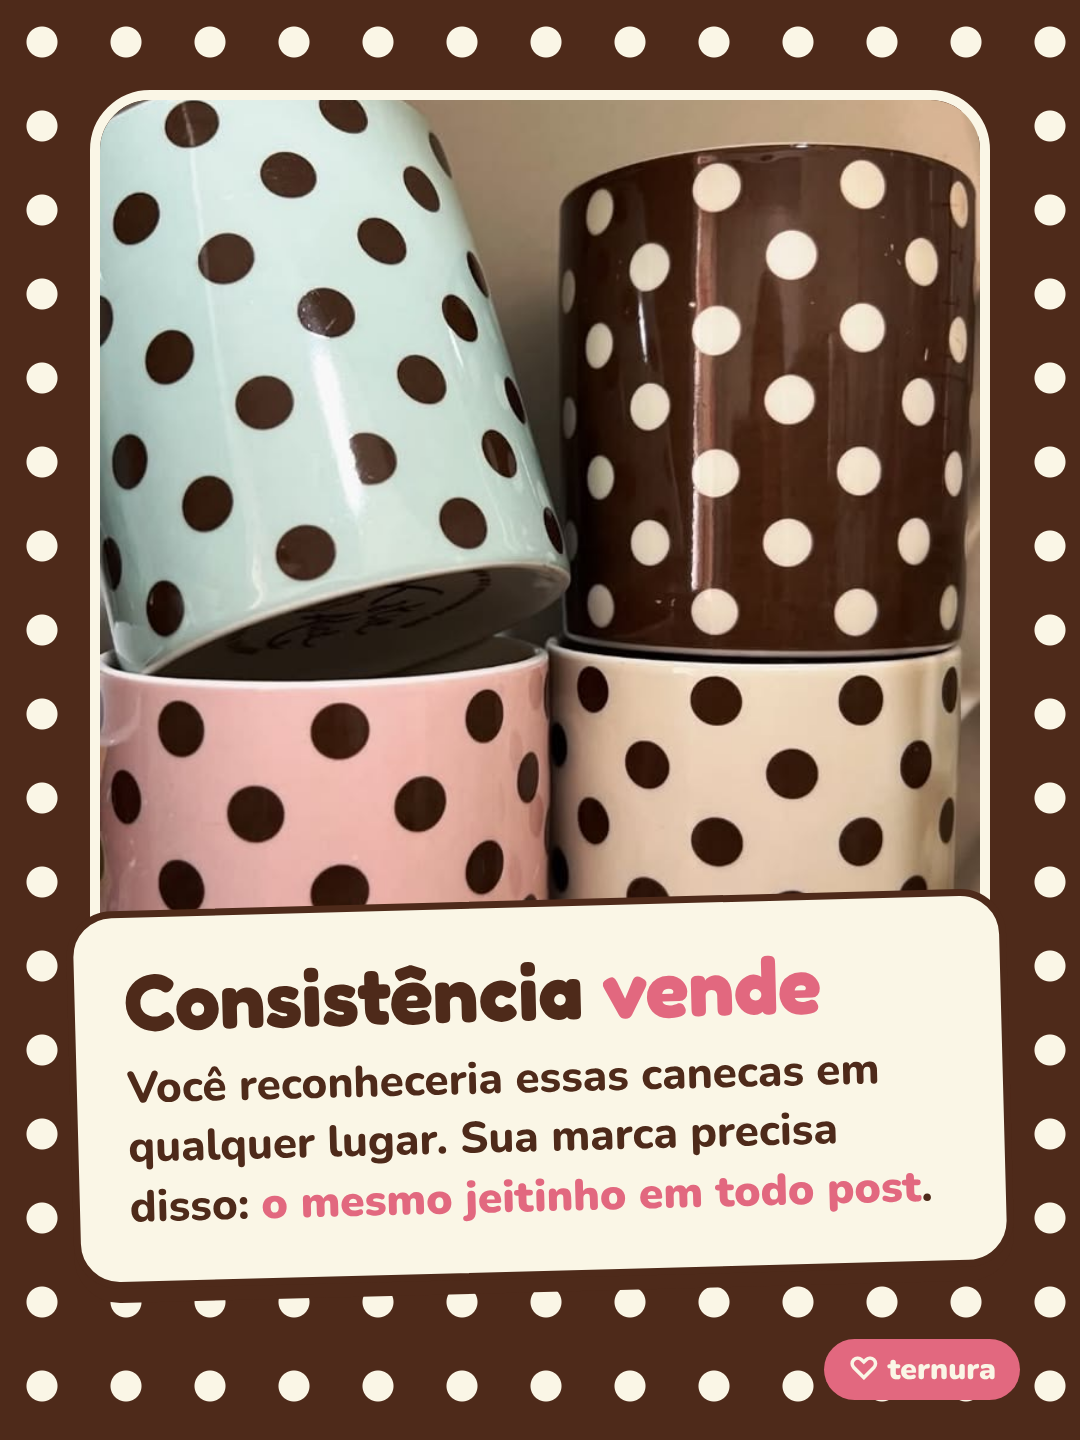 Consistência vende
Você reconheceria essas canecas em
qualquer lugar. Sua marca precisa
disso: o mesmo jeitinho em todo post.
♡ ternura